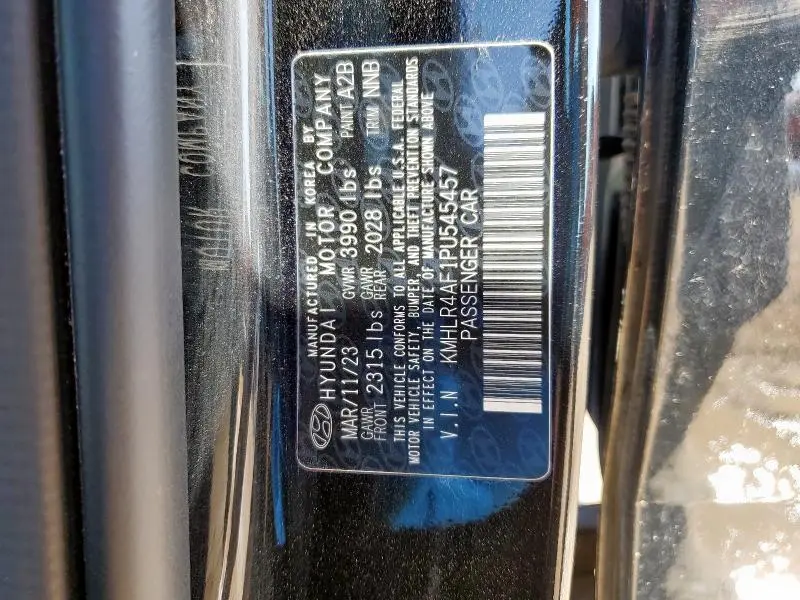 MANUFACTURED IN KOREA BY
HYUNDAI MOTOR COMPANY
PAINT A2B
MAR/11/23 GVWR 3990 lbs
TRIM NNB
GAWR FRONT 2315 lbs GAWR REAR 2028 lbs
THIS VEHICLE CONFORMS TO ALL APPLICABLE U.S.A. FEDERAL
MOTOR VEHICLE SAFETY, BUMPER, AND THEFT PREVENTION STANDARDS
IN EFFECT ON THE DATE OF MANUFACTURE SHOWN ABOVE
V.I.N KMHLR4AF1PU545457
PASSENGER CAR